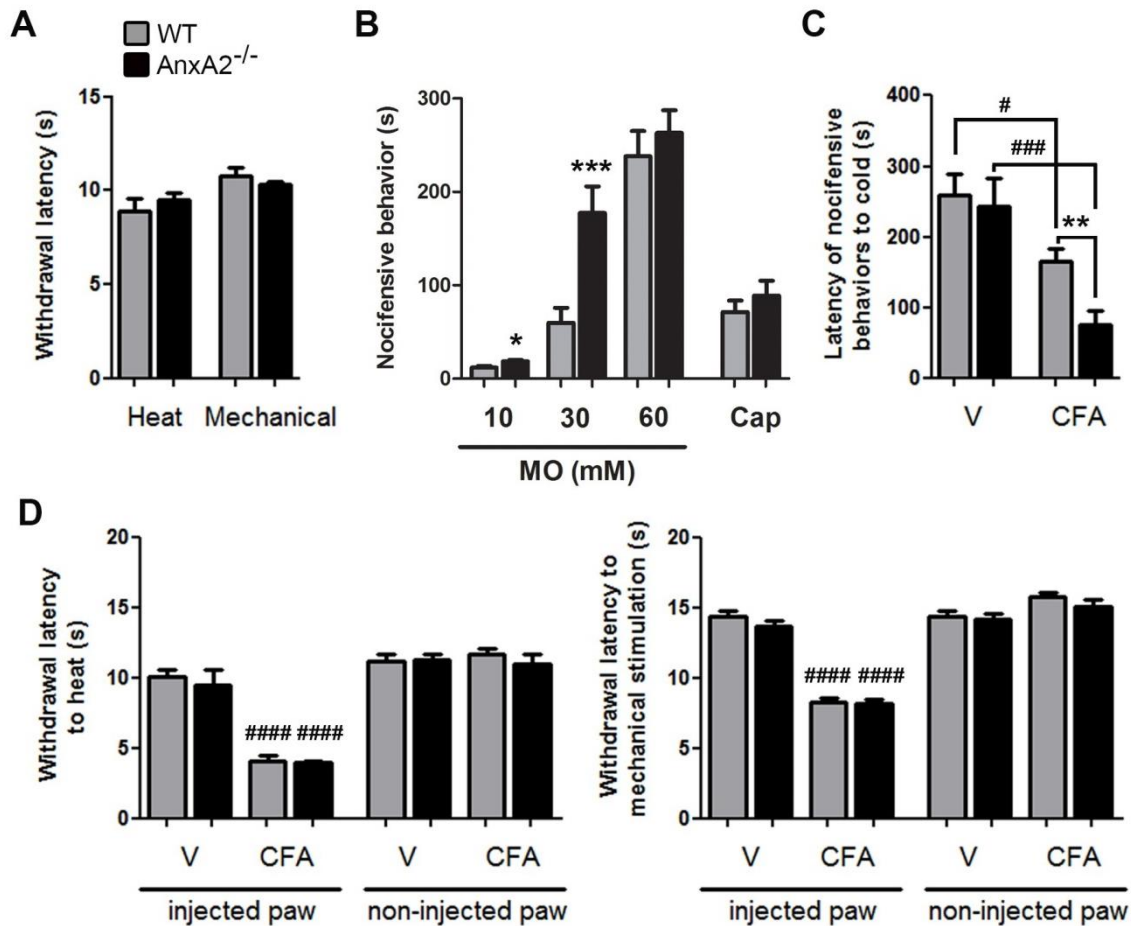 A
WT
AnxA2-/-
Withdrawal latency (s)
15
10
5
0
Heat
Mechanical
B
Nocifensive behavior (s)
300
200
100
0
*
***
10
30
60
Cap
MO (mM)
C
Latency of nocifensive
behaviors to cold (s)
400
300
200
100
0
#
###
**
V
CFA
D
Withdrawal latency
to heat (s)
20
15
10
5
0
#### ####
V
CFA
V
CFA
injected paw
non-injected paw
Withdrawal latency to
mechanical stimulation (s)
20
15
10
5
0
#### ####
V
CFA
V
CFA
injected paw
non-injected paw